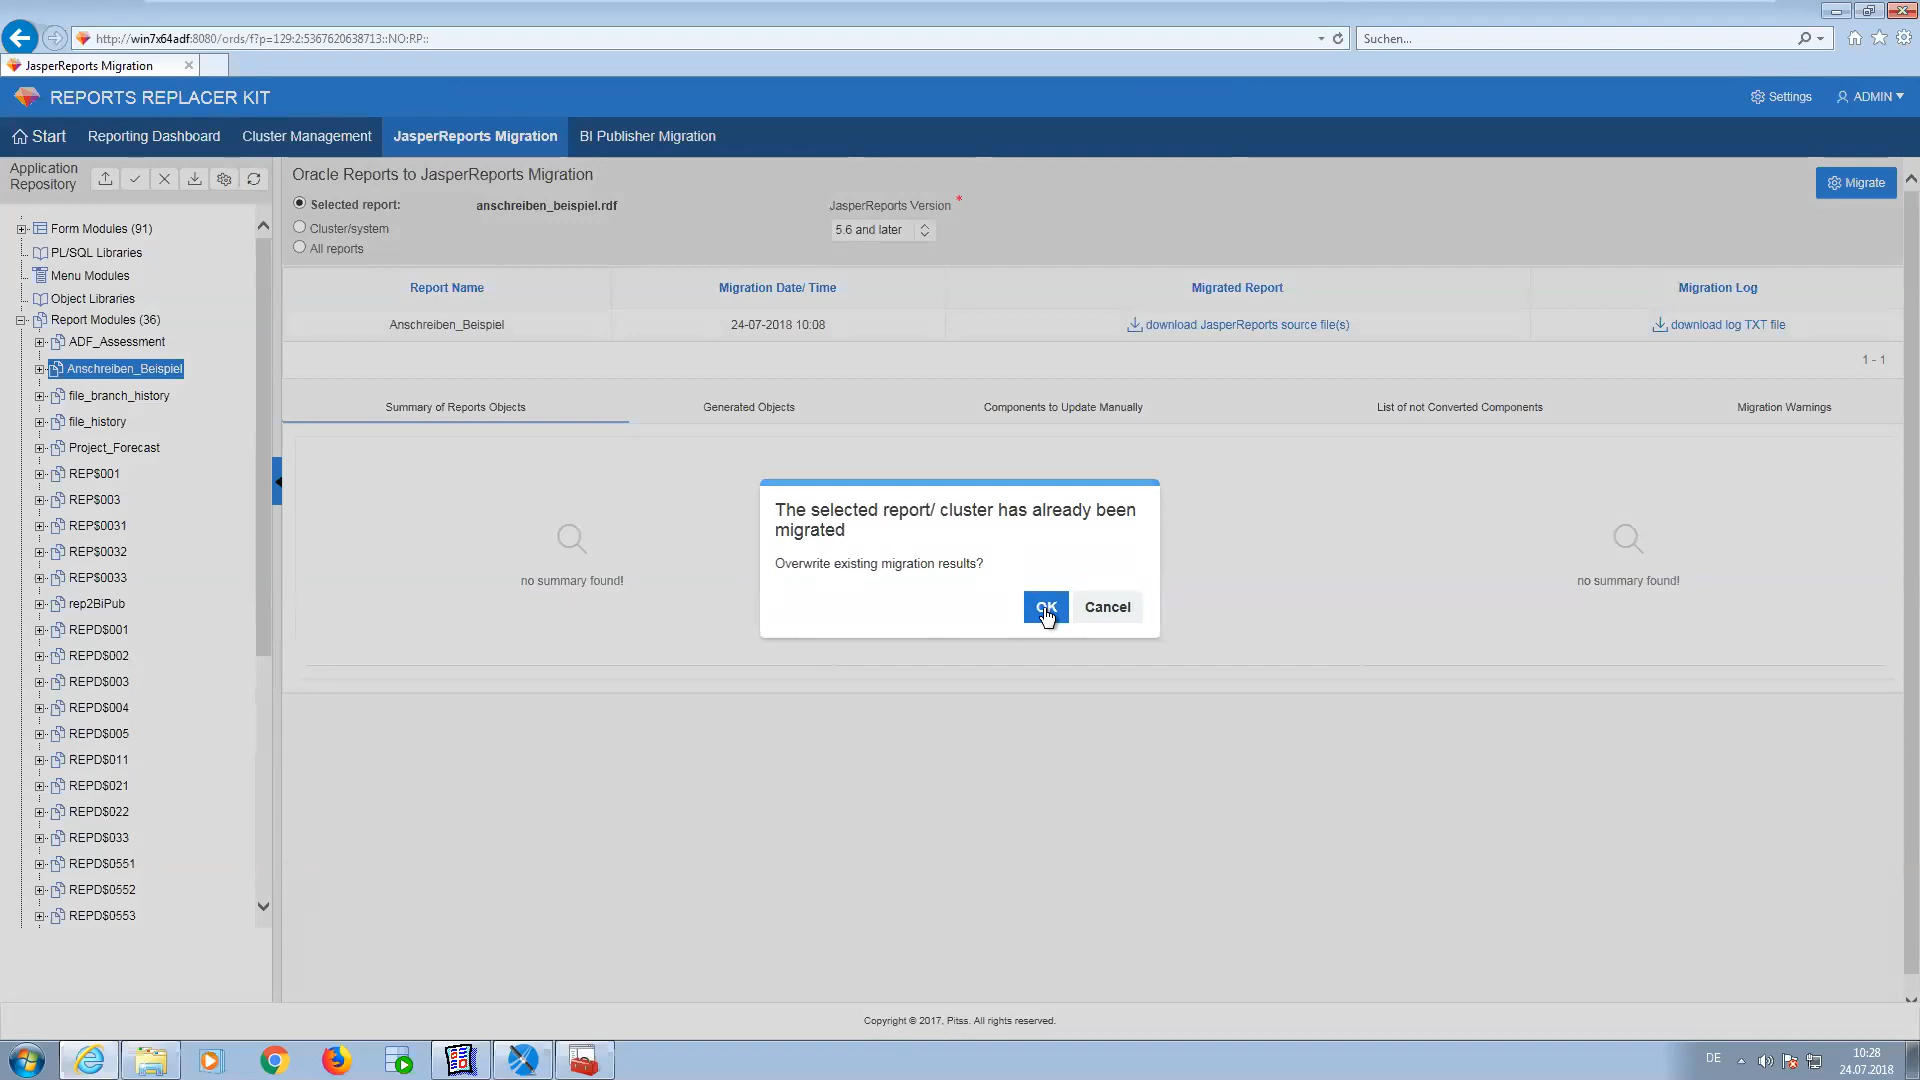 http://win7x64adf:8080/ords/f?p=129:2:5367620638713::NO:RP::
Suchen...
JasperReports Migration
REPORTS REPLACER KIT
Settings
ADMIN
Start
Reporting Dashboard
Cluster Management
JasperReports Migration
BI Publisher Migration
Application
Repository
Form Modules (91)
PL/SQL Libraries
Menu Modules
Object Libraries
Report Modules (36)
ADF_Assessment
Anschreiben_Beispiel
file_branch_history
file_history
Project_Forecast
REP$001
REP$003
REP$0031
REP$0032
REP$0033
rep2BiPub
REPD$001
REPD$002
REPD$003
REPD$004
REPD$005
REPD$011
REPD$021
REPD$022
REPD$033
REPD$0551
REPD$0552
REPD$0553
Oracle Reports to JasperReports Migration
Migrate
Selected report:
anschreiben_beispiel.rdf
JasperReports Version *
Cluster/system
5.6 and later
All reports
Report Name
Migration Date/ Time
Migrated Report
Migration Log
Anschreiben_Beispiel
24-07-2018 10:08
download JasperReports source file(s)
download log TXT file
1 - 1
Summary of Reports Objects
Generated Objects
Components to Update Manually
List of not Converted Components
Migration Warnings
no summary found!
no summary found!
The selected report/ cluster has already been
migrated
Overwrite existing migration results?
OK
Cancel
Copyright © 2017, Pitss. All rights reserved.
DE
10:28
24.07.2018